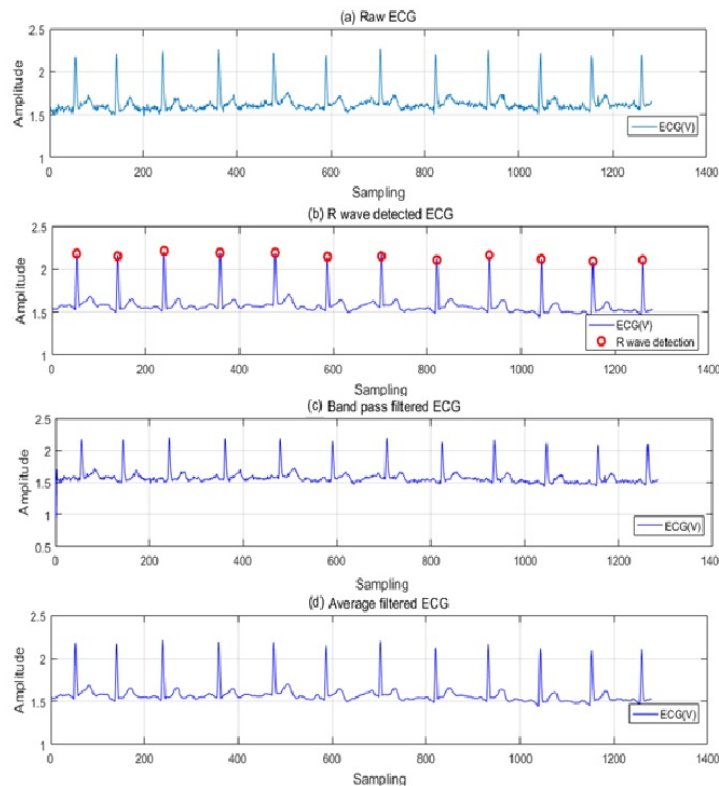 (a) Raw ECG
2.5
2
1.5
1
Amplitude
ECG(V)
0 200 400 600 800 1000 1200 1400
Sampling
(b) R wave detected ECG
2.5
2
1.5
1
Amplitude
ECG(V)
R wave detection
0 200 400 600 800 1000 1200 1400
Sampling
(c) Band pass filtered ECG
2.5
2
1.5
1
0.5
Amplitude
ECG(V)
0 200 400 600 800 1000 1200 1400
Sampling
(d) Average filtered ECG
2.5
2
1.5
1
Amplitude
ECG(V)
0 200 400 600 800 1000 1200 1400
Sampling